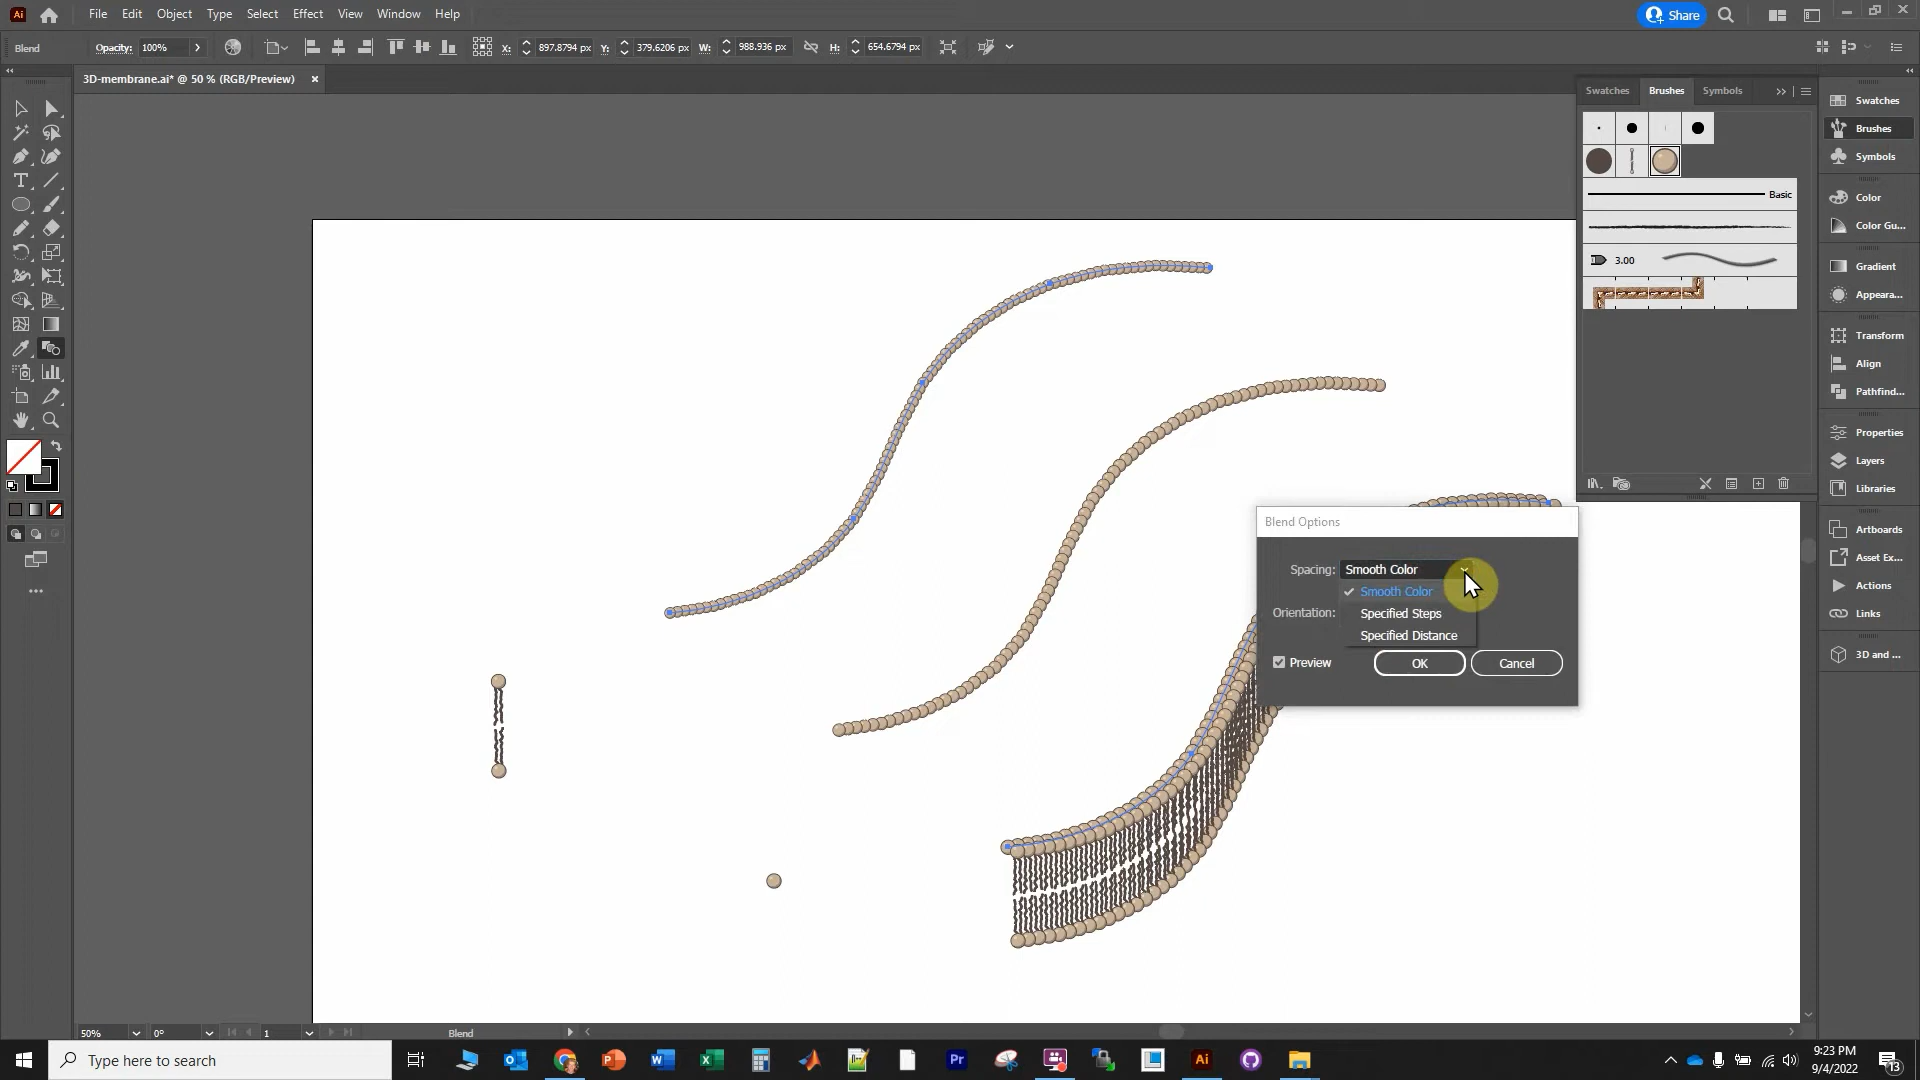 Ai File Edit Object Type Select Effect View Window Help Share
Blend Opacity: 100% X: 897.8794 px Y: 379.6206 px W: 988.936 px H: 654.6794 px
3D-membrane.ai* @ 50 % (RGB/Preview) ×
Swatches Brushes Symbols
Basic
3.00
Swatches
Brushes
Symbols
Color
Color Gu...
Gradient
Appeara...
Transform
Align
Pathfind...
Properties
Layers
Libraries
Artboards
Asset Ex...
Actions
Links
3D and ...
Blend Options
Spacing: Smooth Color
Smooth Color
Orientation: Specified Steps
Specified Distance
Preview OK Cancel
50% 0° 1 Blend
Type here to search
W
Pr
Ai
9:23 PM
9/4/2022
13